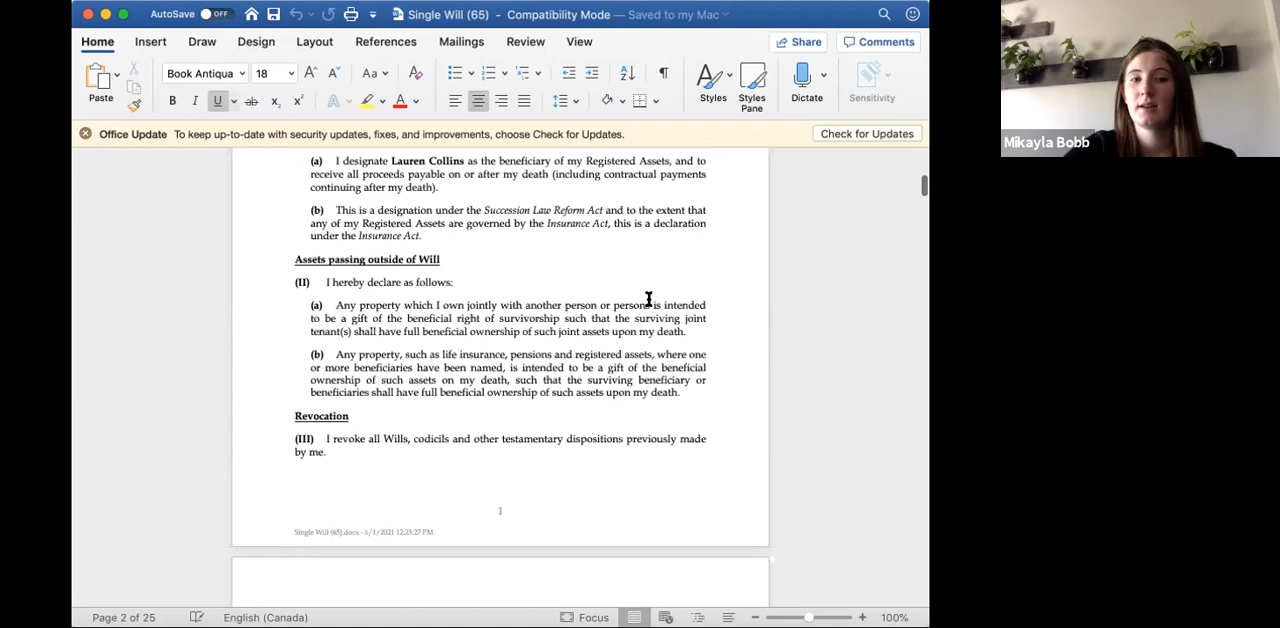 AutoSave OFF Single Will (65) - Compatibility Mode — Saved to my Mac
Home Insert Draw Design Layout References Mailings Review View Share Comments
Paste Book Antiqua 18 Aa Styles Styles Pane Dictate Sensitivity
B I U ab x₂ x² A A
Office Update To keep up-to-date with security updates, fixes, and improvements, choose Check for Updates. Check for Updates
(a) I designate Lauren Collins as the beneficiary of my Registered Assets, and to
receive all proceeds payable on or after my death (including contractual payments
continuing after my death).
(b) This is a designation under the Succession Law Reform Act and to the extent that
any of my Registered Assets are governed by the Insurance Act, this is a declaration
under the Insurance Act.
Assets passing outside of Will
(II) I hereby declare as follows:
(a) Any property which I own jointly with another person or persons is intended
to be a gift of the beneficial right of survivorship such that the surviving joint
tenant(s) shall have full beneficial ownership of such joint assets upon my death.
(b) Any property, such as life insurance, pensions and registered assets, where one
or more beneficiaries have been named, is intended to be a gift of the beneficial
ownership of such assets on my death, such that the surviving beneficiary or
beneficiaries shall have full beneficial ownership of such assets upon my death.
Revocation
(III) I revoke all Wills, codicils and other testamentary dispositions previously made
by me.
1
Single Will (65).docx - 6/1/2021 12:23:27 PM
Page 2 of 25 English (Canada) Focus 100%
Mikayla Bobb